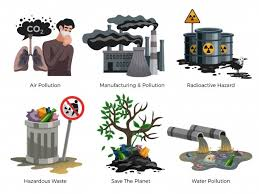 CO₂
Air Pollution
Manufacturing & Pollution
Radioactive Hazard
Hazardous Waste
Save The Planet
Water Pollution